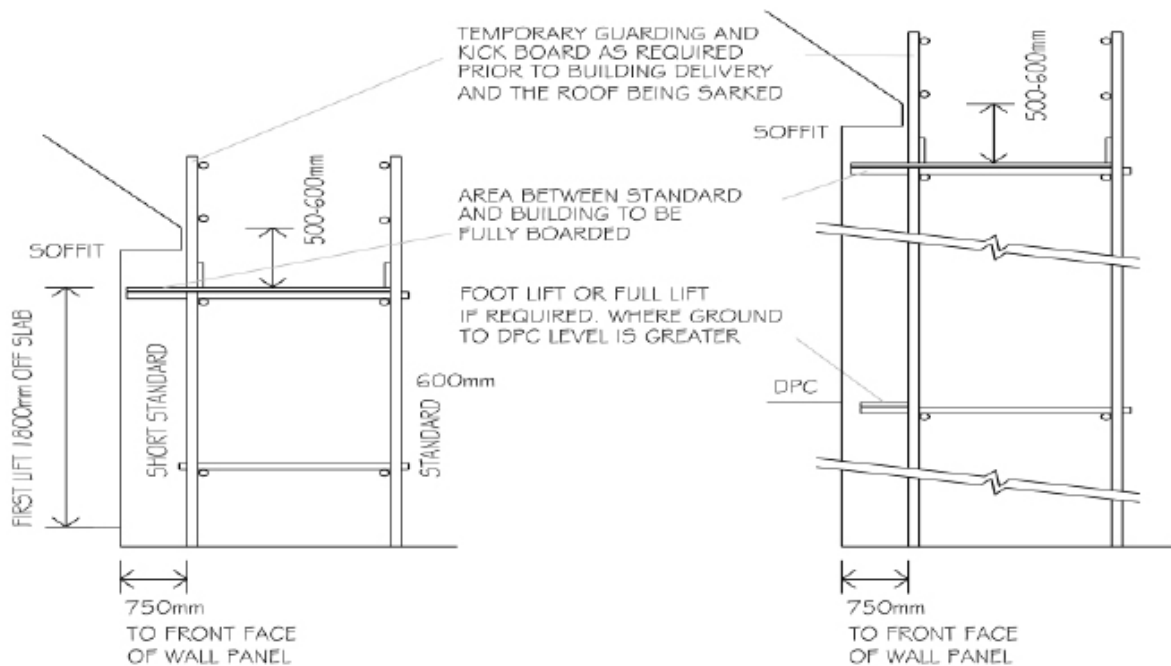 TEMPORARY GUARDING AND
KICK BOARD AS REQUIRED
PRIOR TO BUILDING DELIVERY
AND THE ROOF BEING SARKED
500-600mm
SOFFIT
SOFFIT
500-600mm
AREA BETWEEN STANDARD
AND BUILDING TO BE
FULLY BOARDED
FOOT LIFT OR FULL LIFT
IF REQUIRED. WHERE GROUND
TO DPC LEVEL IS GREATER
FIRST LIFT 1800mm OFF SLAB
SHORT STANDARD
600mm
STANDARD
DPC
750mm
TO FRONT FACE
OF WALL PANEL
750mm
TO FRONT FACE
OF WALL PANEL